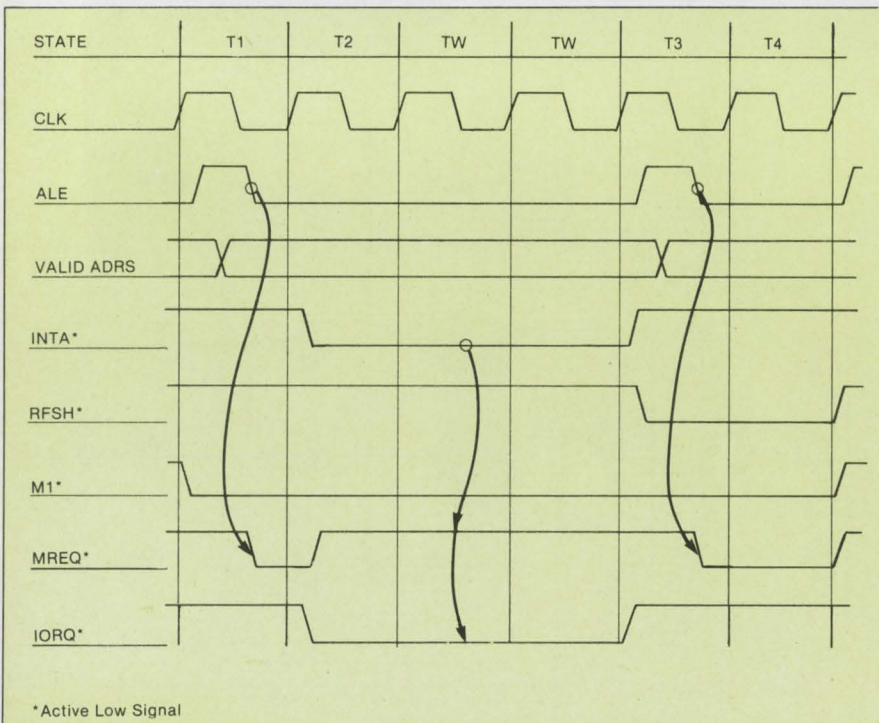 STATE T1 T2 TW TW T3 T4
CLK
ALE
VALID ADRS
INTA*
RFSH*
M1*
MREQ*
IORQ*
*Active Low Signal